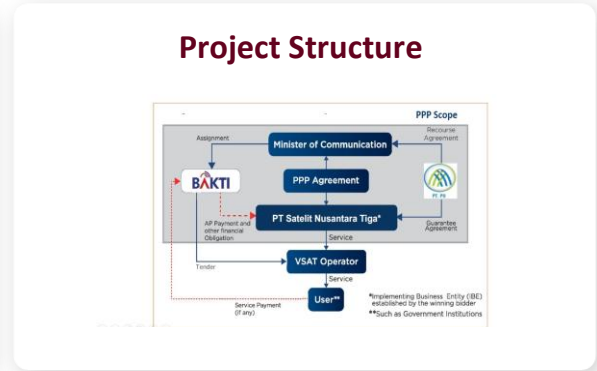 Project Structure
PPP Scope
Assignment
Minister of Communication
Recourse
Agreement
BAKTI
PPP Agreement
PT Satelit Nusantara Tiga*
AP Payment and
other financial
Obligation
Guarantee
Agreement
Service
Tender
VSAT Operator
Service
User**
Service Payment
(if any)
*Implementing Business Entity (IBE)
established by the winning bidder
**Such as Government Institutions